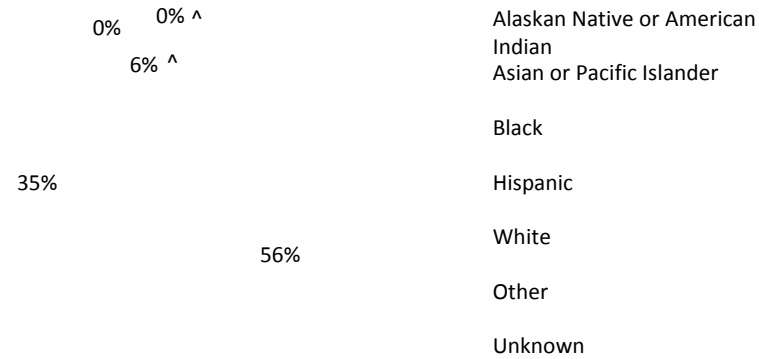 0%
0% ^
6% ^
35%
56%
Alaskan Native or American
Indian
Asian or Pacific Islander
Black
Hispanic
White
Other
Unknown